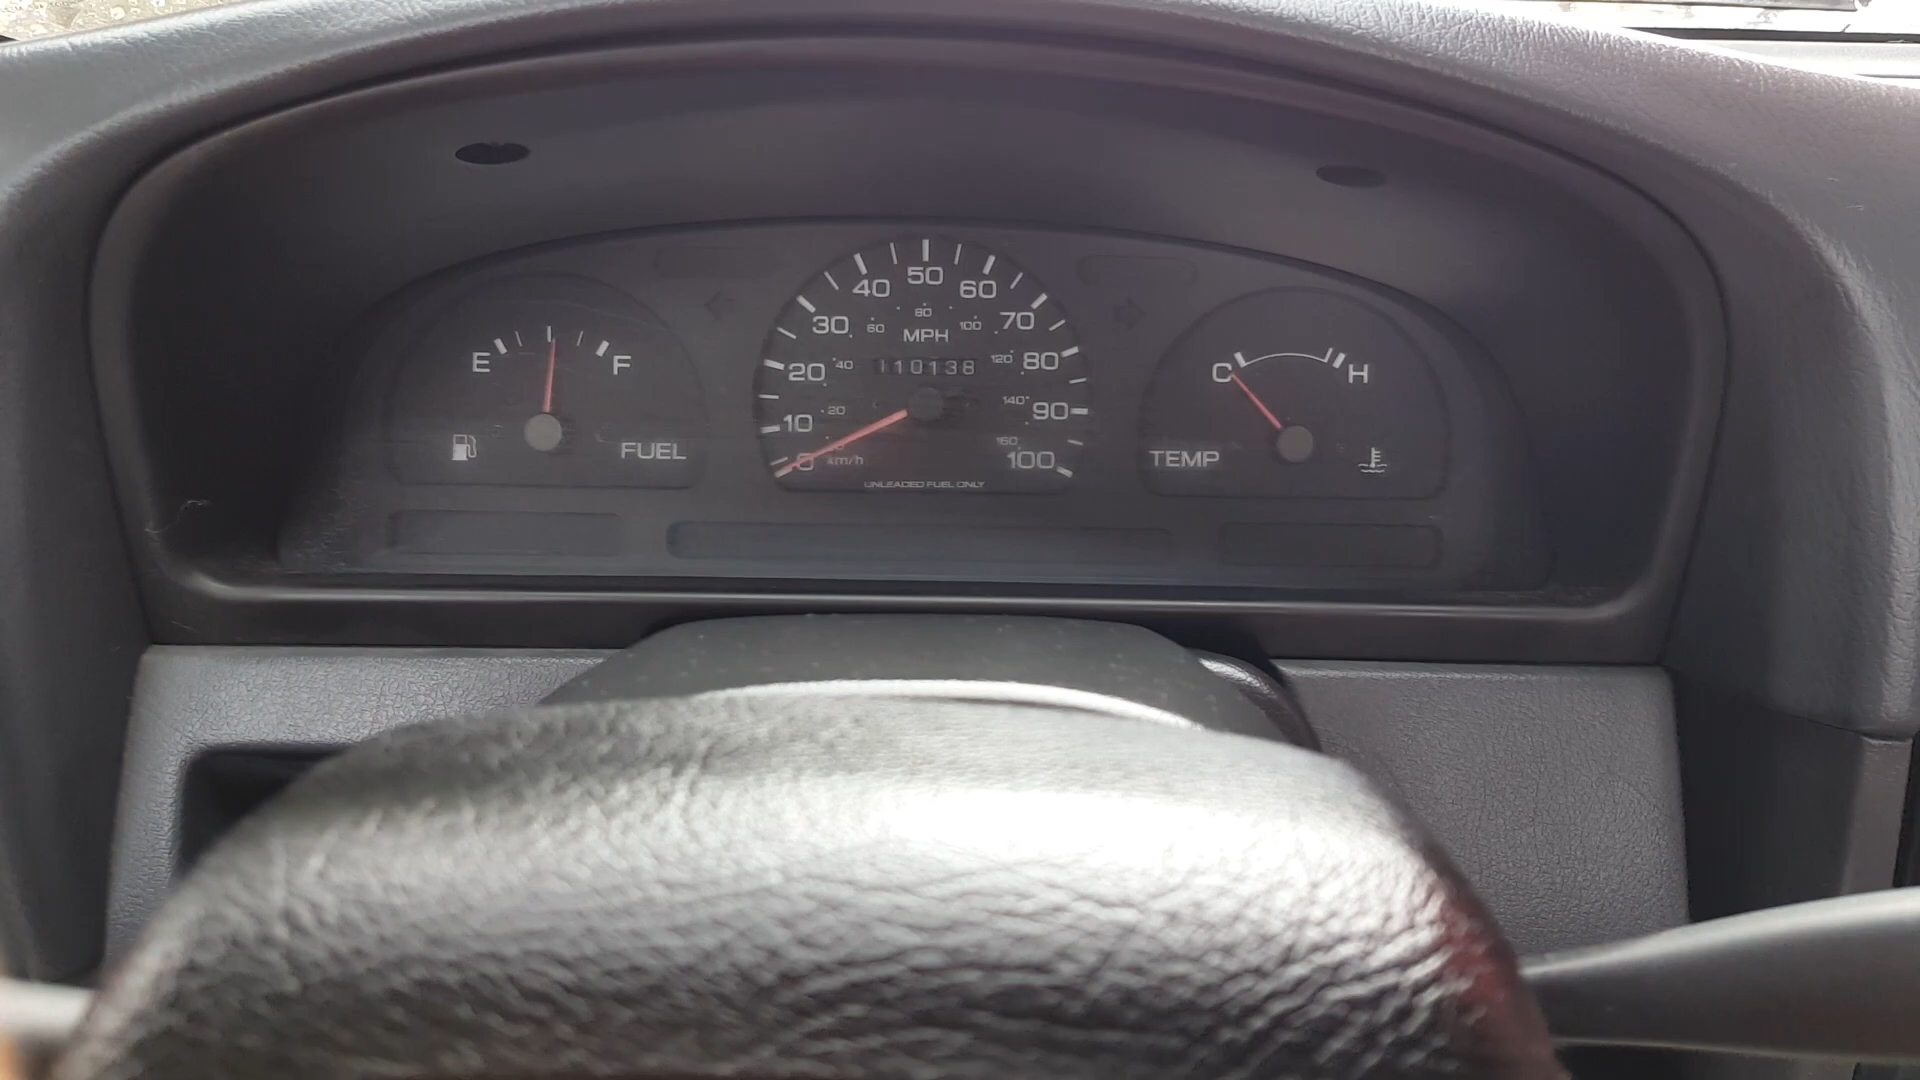 E F
FUEL
0 10 20 30 40 50 60 70 80 90 100
20 40 60 80 100 120 140 160
MPH
110138
km/h
UNLEADED FUEL ONLY
C H
TEMP